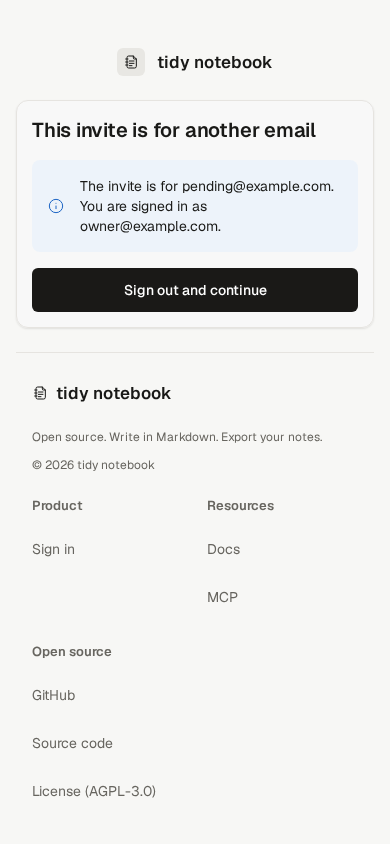 tidy notebook
This invite is for another email
The invite is for pending@example.com.
You are signed in as
owner@example.com.
Sign out and continue
tidy notebook
Open source. Write in Markdown. Export your notes.
© 2026 tidy notebook
Product
Sign in
Resources
Docs
MCP
Open source
GitHub
Source code
License (AGPL-3.0)